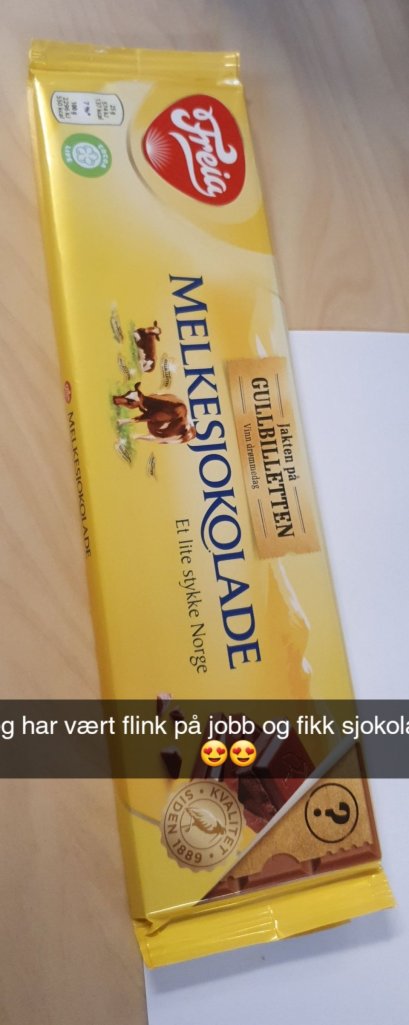 Freia
MELKESJOKOLADE
Et lite stykke Norge
Jakten på
GULLBILLETTEN
Vinn drømmedag
MELKESJOKOLADE
g har vært flink på jobb og fikk sjokola
😍😍
KVALITET
SIDEN 1889
?